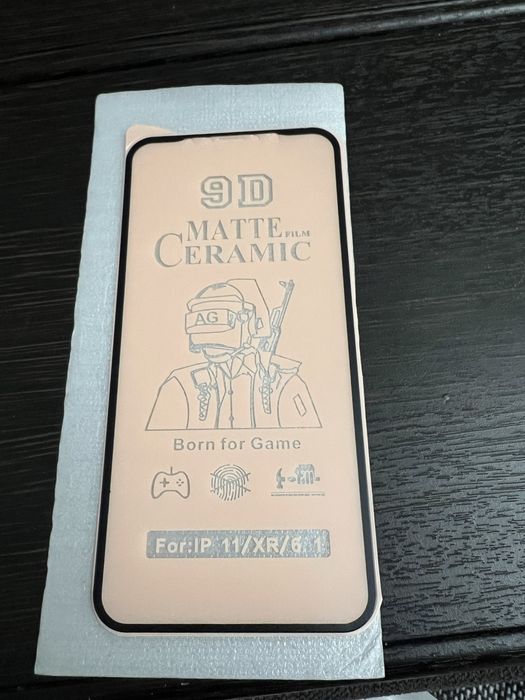 9D
MATTE FILM
CERAMIC
AG
Born for Game
For:IP 11/XR/6.1